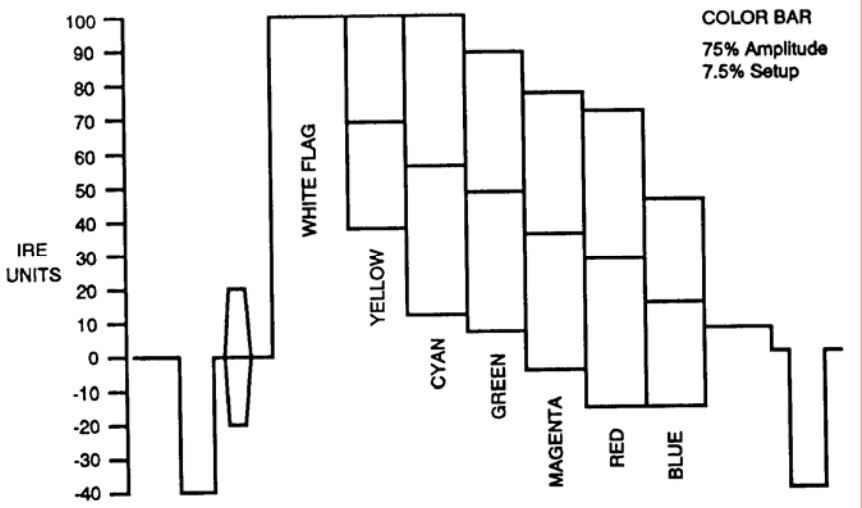 COLOR BAR
75% Amplitude
7.5% Setup
100
90
80
70
60
50
40
30
20
10
0
-10
-20
-30
-40
IRE
UNITS
WHITE FLAG
YELLOW
CYAN
GREEN
MAGENTA
RED
BLUE